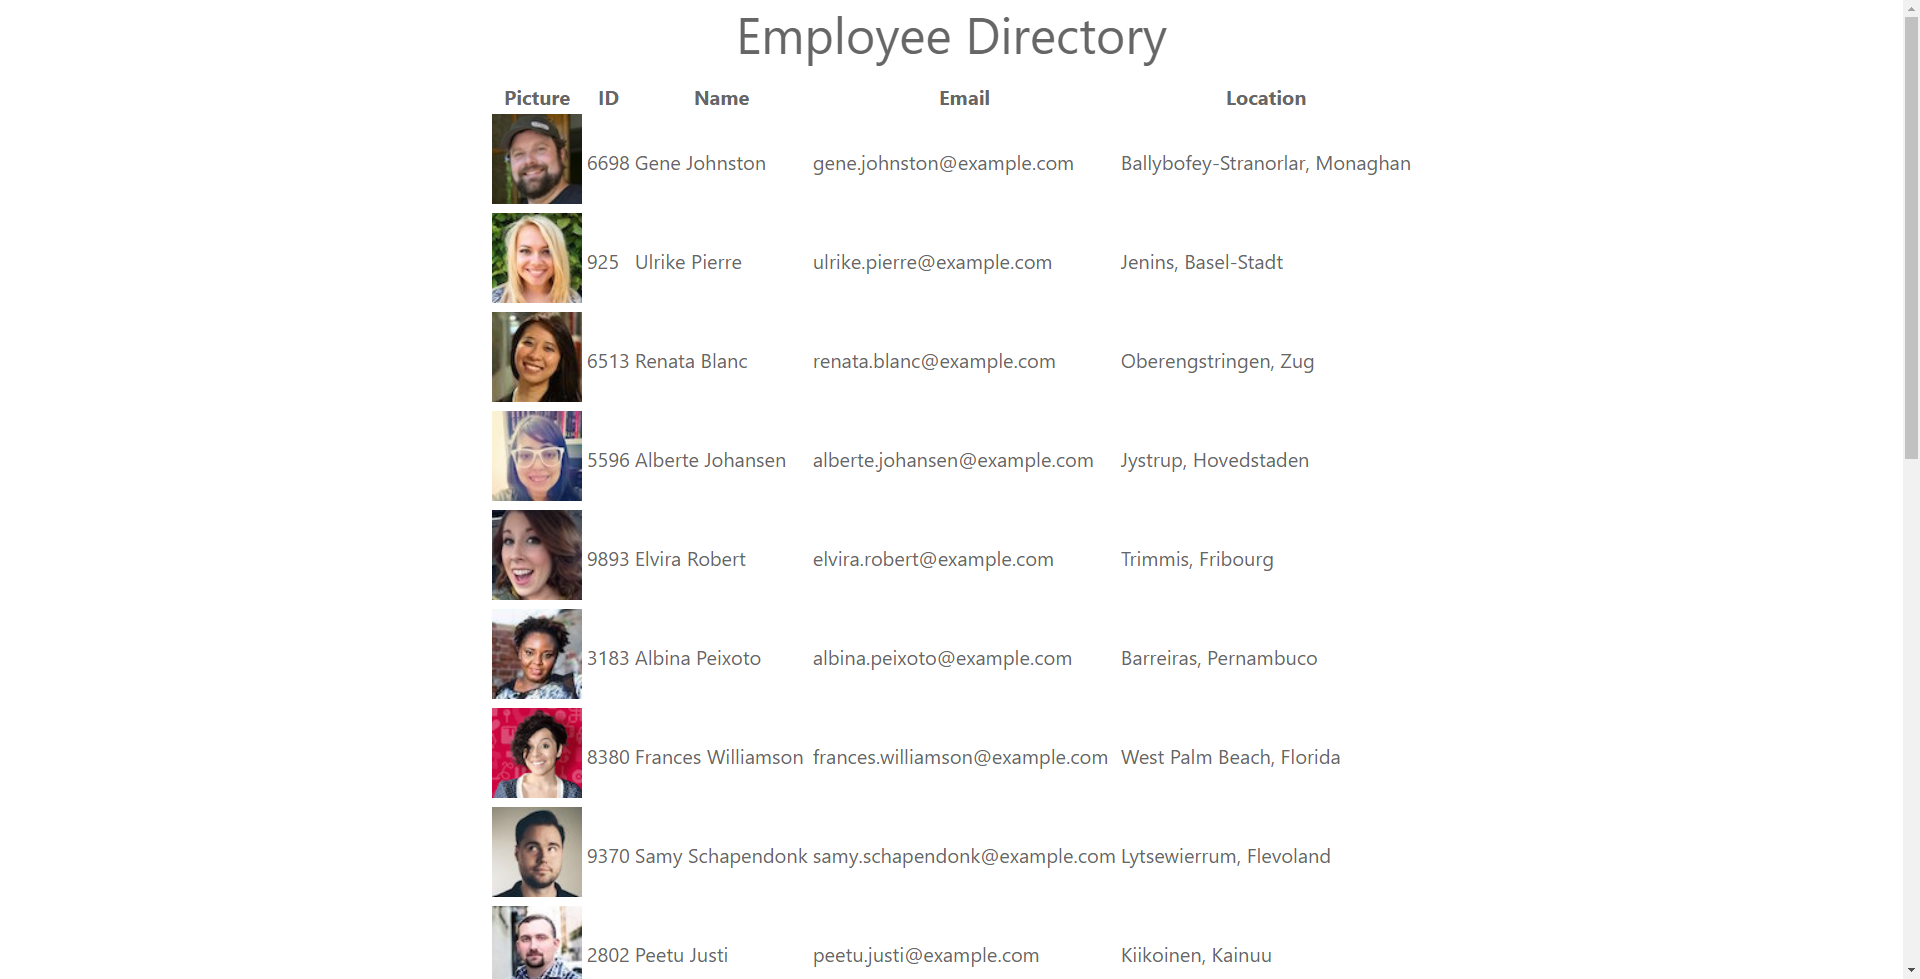 Employee Directory
Picture ID Name Email Location
6698 Gene Johnston gene.johnston@example.com Ballybofey-Stranorlar, Monaghan
925 Ulrike Pierre ulrike.pierre@example.com Jenins, Basel-Stadt
6513 Renata Blanc renata.blanc@example.com Oberengstringen, Zug
5596 Alberte Johansen alberte.johansen@example.com Jystrup, Hovedstaden
9893 Elvira Robert elvira.robert@example.com Trimmis, Fribourg
3183 Albina Peixoto albina.peixoto@example.com Barreiras, Pernambuco
8380 Frances Williamson frances.williamson@example.com West Palm Beach, Florida
9370 Samy Schapendonk samy.schapendonk@example.com Lytsewierrum, Flevoland
2802 Peetu Justi peetu.justi@example.com Kiikoinen, Kainuu